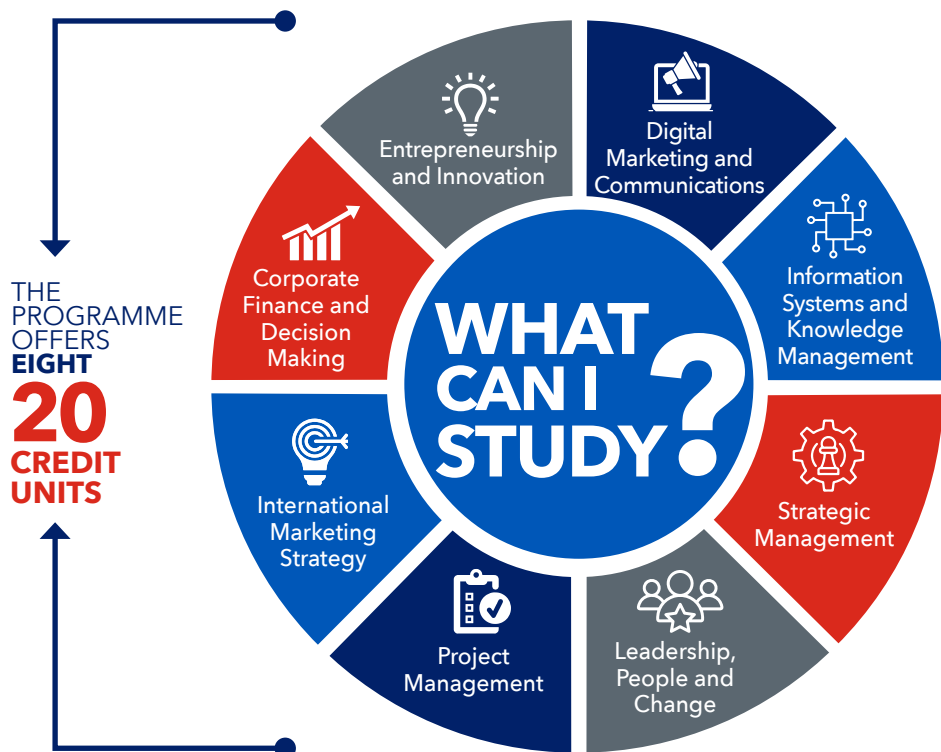 THE
PROGRAMME
OFFERS
EIGHT
20
CREDIT
UNITS
WHAT
CAN I
STUDY?
Entrepreneurship
and Innovation
Digital
Marketing and
Communications
Information
Systems and
Knowledge
Management
Strategic
Management
Leadership,
People and
Change
Project
Management
International
Marketing
Strategy
Corporate
Finance and
Decision
Making